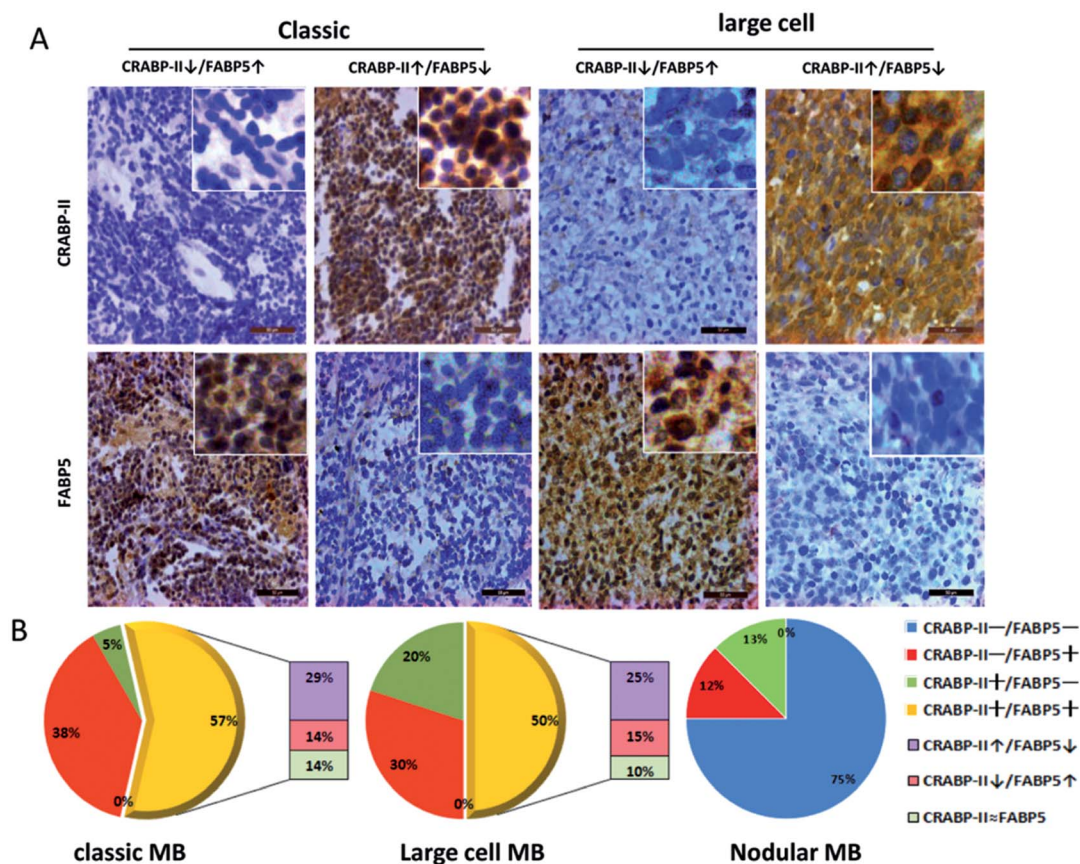 A
Classic
large cell
CRABP-II↓/FABP5↑
CRABP-II↑/FABP5↓
CRABP-II↓/FABP5↑
CRABP-II↑/FABP5↓
CRABP-II
FABP5
B
5%
38%
57%
0%
29%
14%
14%
classic MB
20%
30%
50%
0%
25%
15%
10%
Large cell MB
0%
13%
12%
75%
Nodular MB
CRABP-II—/FABP5—
CRABP-II—/FABP5+
CRABP-II+/FABP5—
CRABP-II+/FABP5+
CRABP-II↑/FABP5↓
CRABP-II↓/FABP5↑
CRABP-II≈FABP5